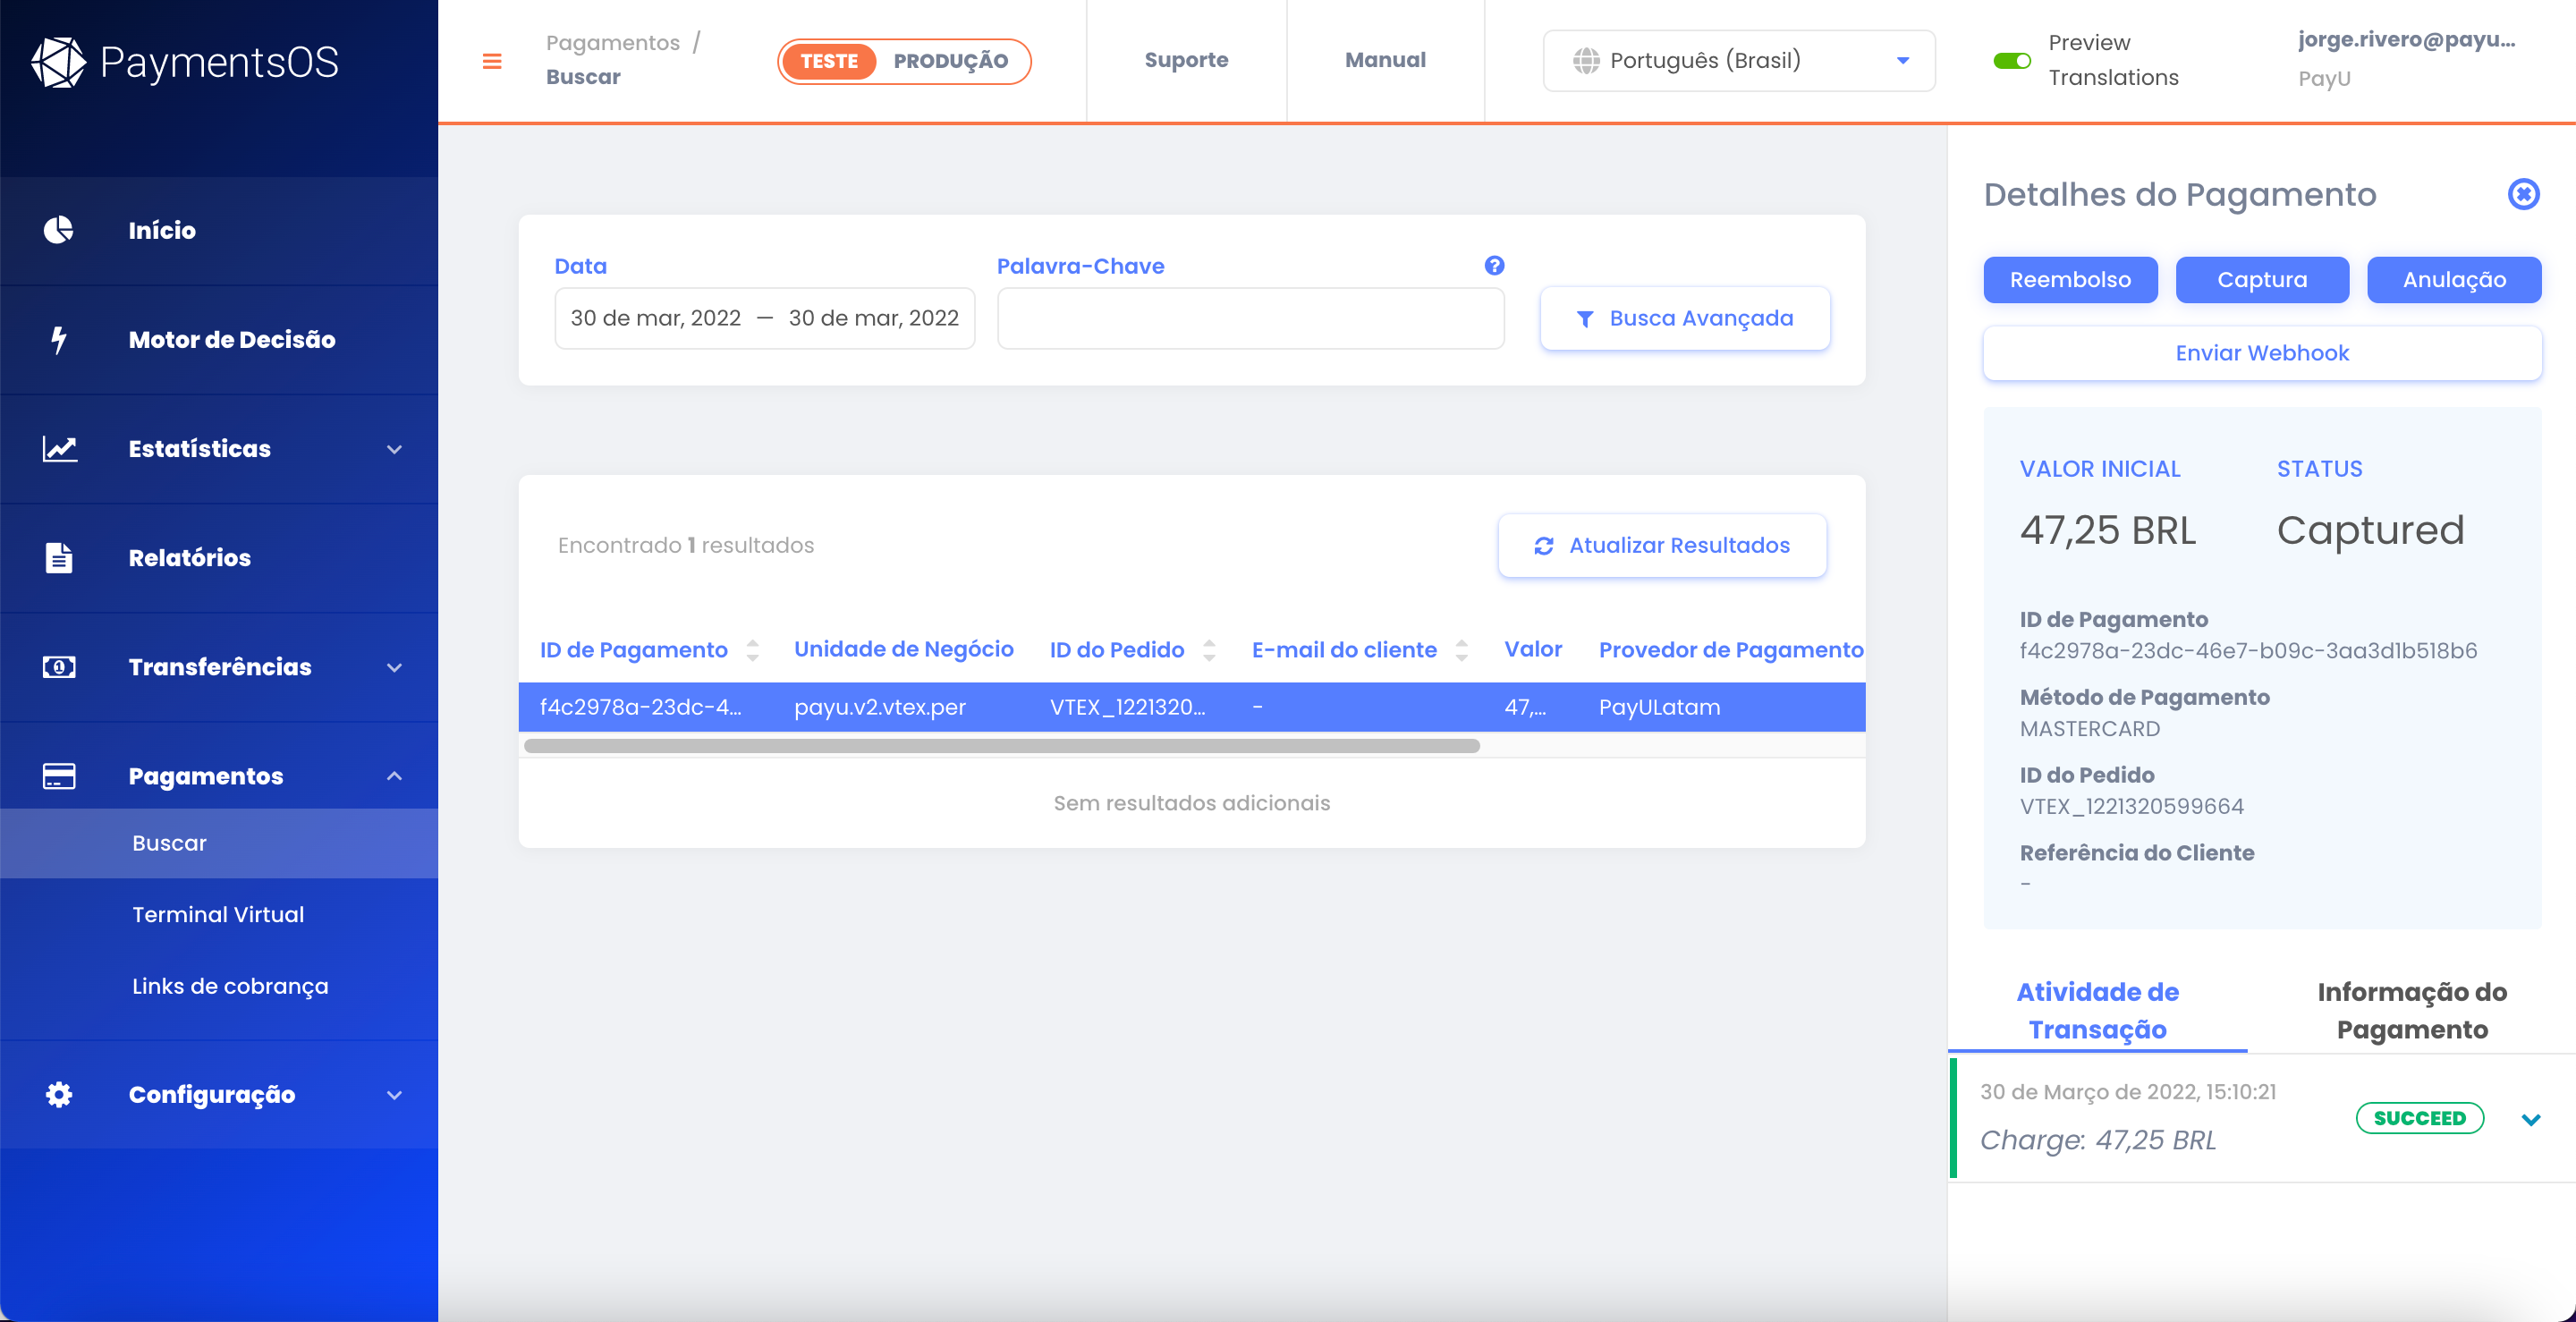 PaymentsOS
Início
Motor de Decisão
Estatísticas
Relatórios
Transferências
Pagamentos
Buscar
Terminal Virtual
Links de cobrança
Configuração
Pagamentos /
Buscar
TESTE PRODUÇÃO
Suporte
Manual
Português (Brasil)
Preview
Translations
jorge.rivero@payu...
PayU
Data
30 de mar, 2022 — 30 de mar, 2022
Palavra-Chave
Busca Avançada
Encontrado 1 resultados
Atualizar Resultados
ID de Pagamento Unidade de Negócio ID do Pedido E-mail do cliente Valor Provedor de Pagamento
f4c2978a-23dc-4... payu.v2.vtex.per VTEX_1221320... - 47,... PayULatam
Sem resultados adicionais
Detalhes do Pagamento
Reembolso Captura Anulação
Enviar Webhook
VALOR INICIAL STATUS
47,25 BRL Captured
ID de Pagamento
f4c2978a-23dc-46e7-b09c-3aa3d1b518b6
Método de Pagamento
MASTERCARD
ID do Pedido
VTEX_1221320599664
Referência do Cliente
-
Atividade de
Transação
Informação do
Pagamento
30 de Março de 2022, 15:10:21
Charge: 47,25 BRL
SUCCEED